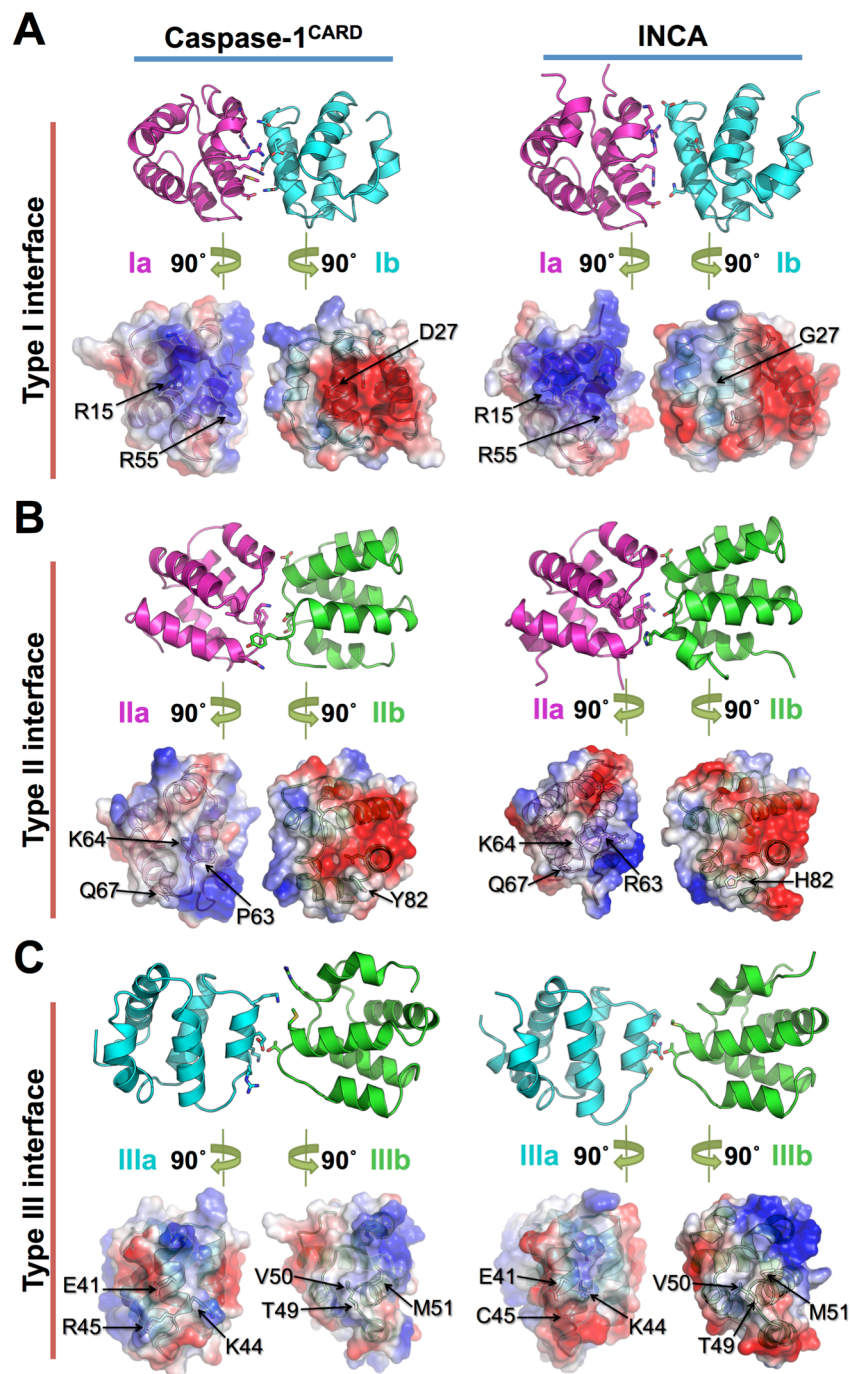 A
Caspase-1CARD
INCA
Type I interface
Ia 90˚ 90˚ Ib
Ia 90˚ 90˚ Ib
D27
R15
R55
G27
R15
R55
B
Type II interface
IIa 90˚ 90˚ IIb
IIa 90˚ 90˚ IIb
K64
Q67
P63
Y82
K64
Q67
R63
H82
C
Type III interface
IIIa 90˚ 90˚ IIIb
IIIa 90˚ 90˚ IIIb
E41
R45
K44
V50
T49
M51
E41
C45
K44
V50
T49
M51